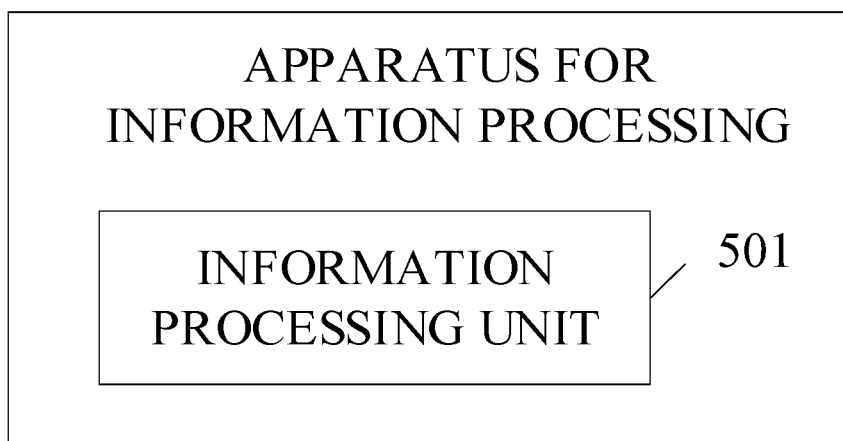 APPARATUS FOR
INFORMATION PROCESSING
INFORMATION
PROCESSING UNIT
501